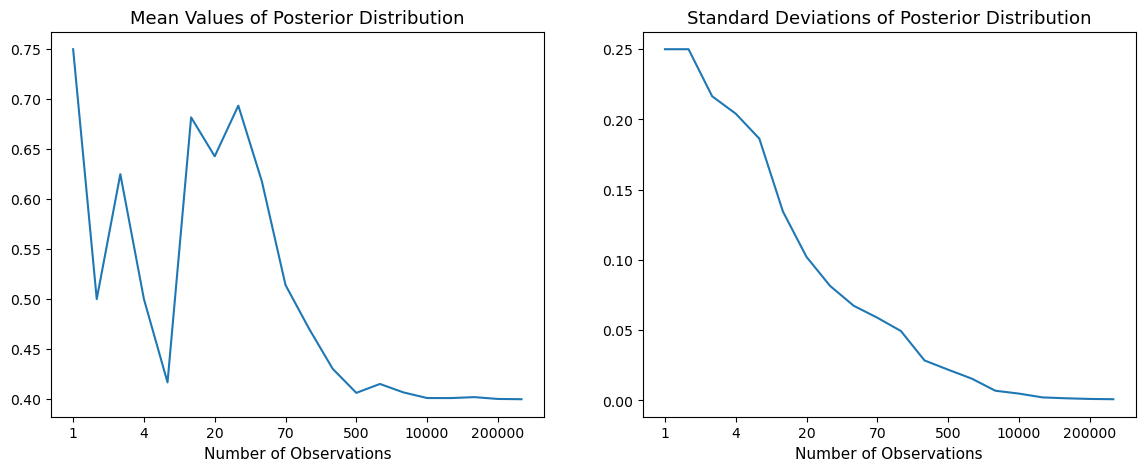 Mean Values of Posterior Distribution
0.75
0.70
0.65
0.60
0.55
0.50
0.45
0.40
1 4 20 70 500 10000 200000
Number of Observations
Standard Deviations of Posterior Distribution
0.25
0.20
0.15
0.10
0.05
0.00
1 4 20 70 500 10000 200000
Number of Observations